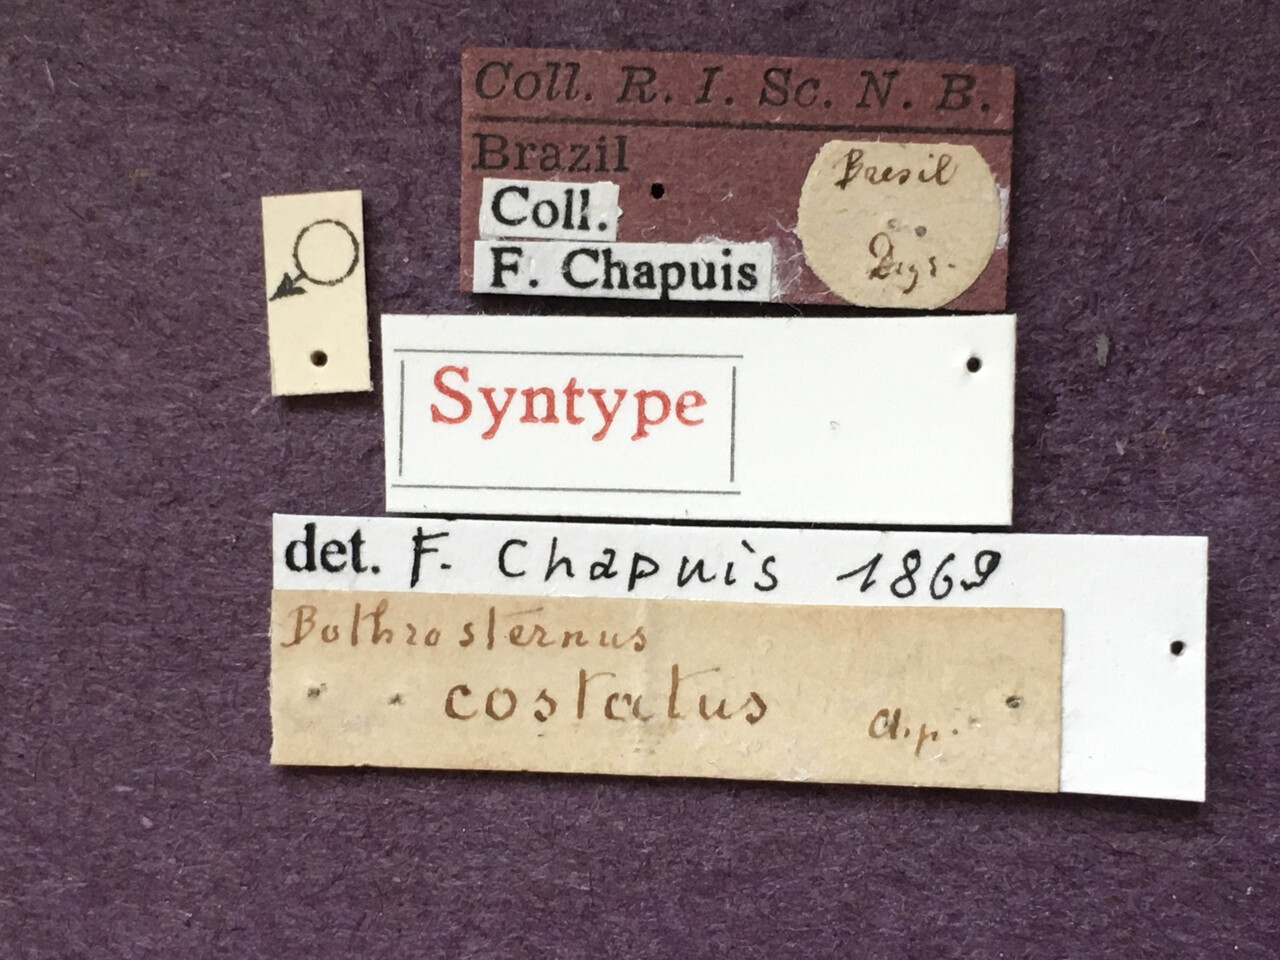 Coll. R. I. Sc. N. B.
Brazil
Coll.
F. Chapuis
Bresil
Syntype
det. F. Chapuis 1869
Bothrosternus
costatus